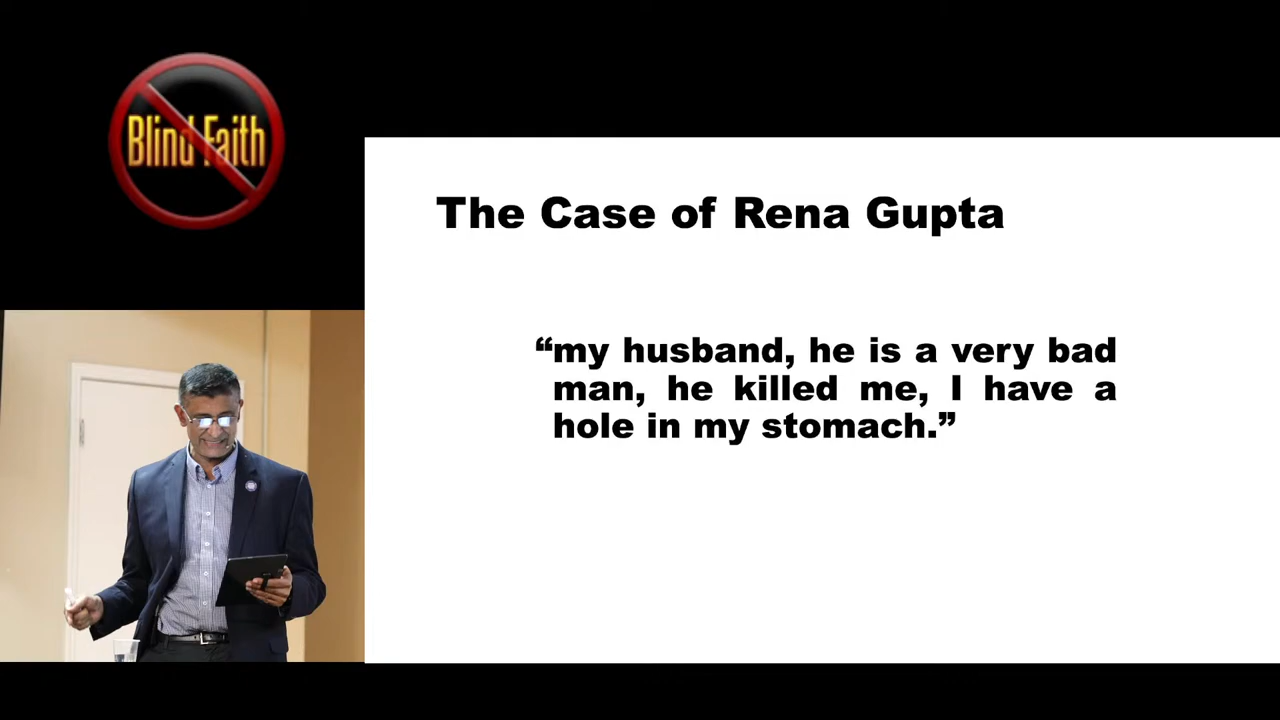 Blind Faith
The Case of Rena Gupta
“my husband, he is a very bad
man, he killed me, I have a
hole in my stomach.”